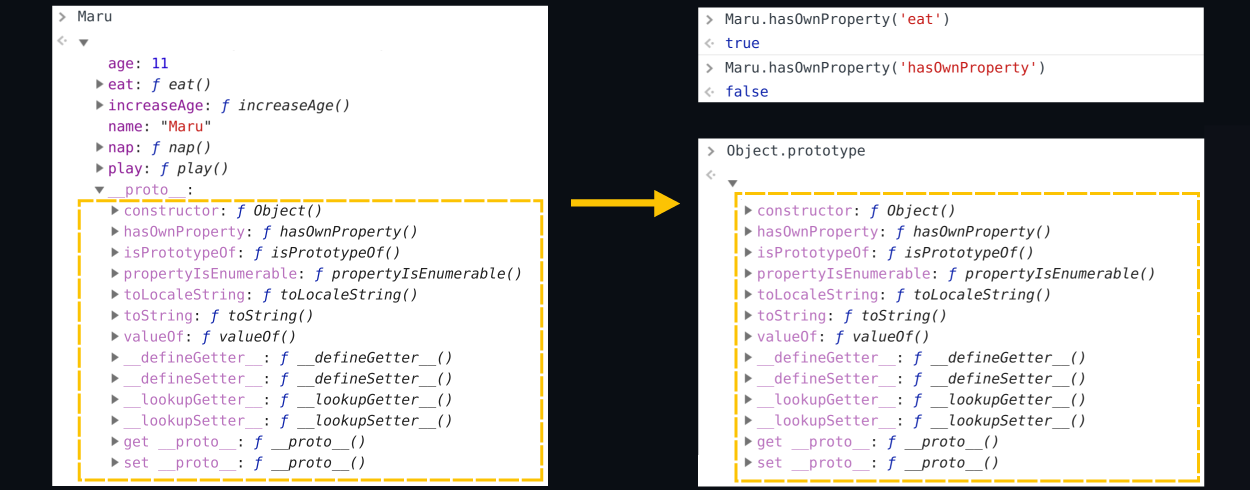 Maru
age: 11
eat: ƒ eat()
increaseAge: ƒ increaseAge()
name: "Maru"
nap: ƒ nap()
play: ƒ play()
__proto__:
constructor: ƒ Object()
hasOwnProperty: ƒ hasOwnProperty()
isPrototypeOf: ƒ isPrototypeOf()
propertyIsEnumerable: ƒ propertyIsEnumerable()
toLocaleString: ƒ toLocaleString()
toString: ƒ toString()
valueOf: ƒ valueOf()
__defineGetter__: ƒ __defineGetter__()
__defineSetter__: ƒ __defineSetter__()
__lookupGetter__: ƒ __lookupGetter__()
__lookupSetter__: ƒ __lookupSetter__()
get __proto__: ƒ __proto__()
set __proto__: ƒ __proto__()
Maru.hasOwnProperty('eat')
true
Maru.hasOwnProperty('hasOwnProperty')
false
Object.prototype
constructor: ƒ Object()
hasOwnProperty: ƒ hasOwnProperty()
isPrototypeOf: ƒ isPrototypeOf()
propertyIsEnumerable: ƒ propertyIsEnumerable()
toLocaleString: ƒ toLocaleString()
toString: ƒ toString()
valueOf: ƒ valueOf()
__defineGetter__: ƒ __defineGetter__()
__defineSetter__: ƒ __defineSetter__()
__lookupGetter__: ƒ __lookupGetter__()
__lookupSetter__: ƒ __lookupSetter__()
get __proto__: ƒ __proto__()
set __proto__: ƒ __proto__()